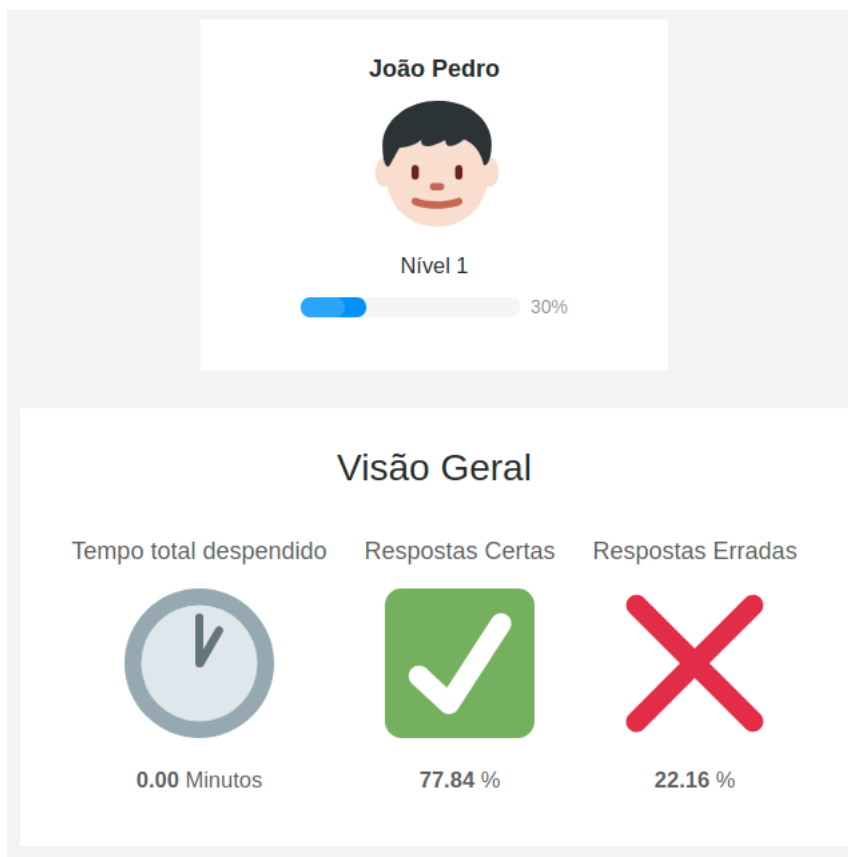 João Pedro
Nível 1
30%
Visão Geral
Tempo total despendido
Respostas Certas
Respostas Erradas
0.00 Minutos
77.84 %
22.16 %